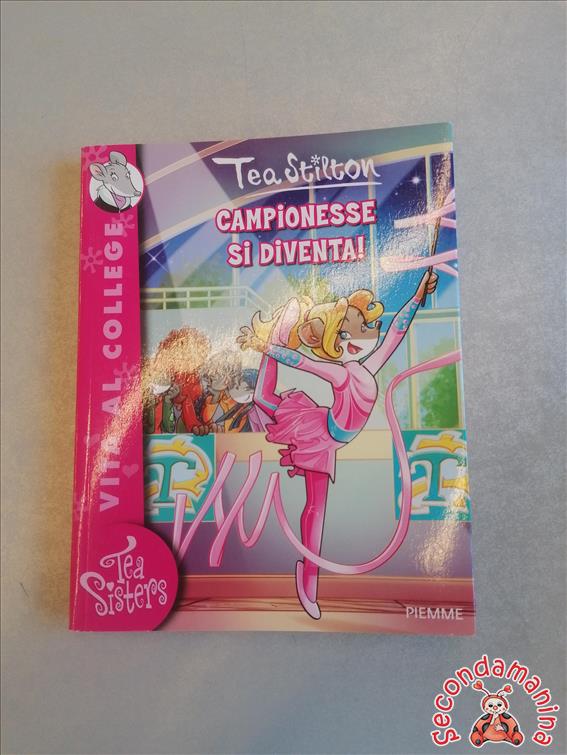 Tea Stilton
CAMPIONESSE
SI DIVENTA!
VITA AL COLLEGE
Tea
Sisters
T
T
PIEMME
Secondamanina